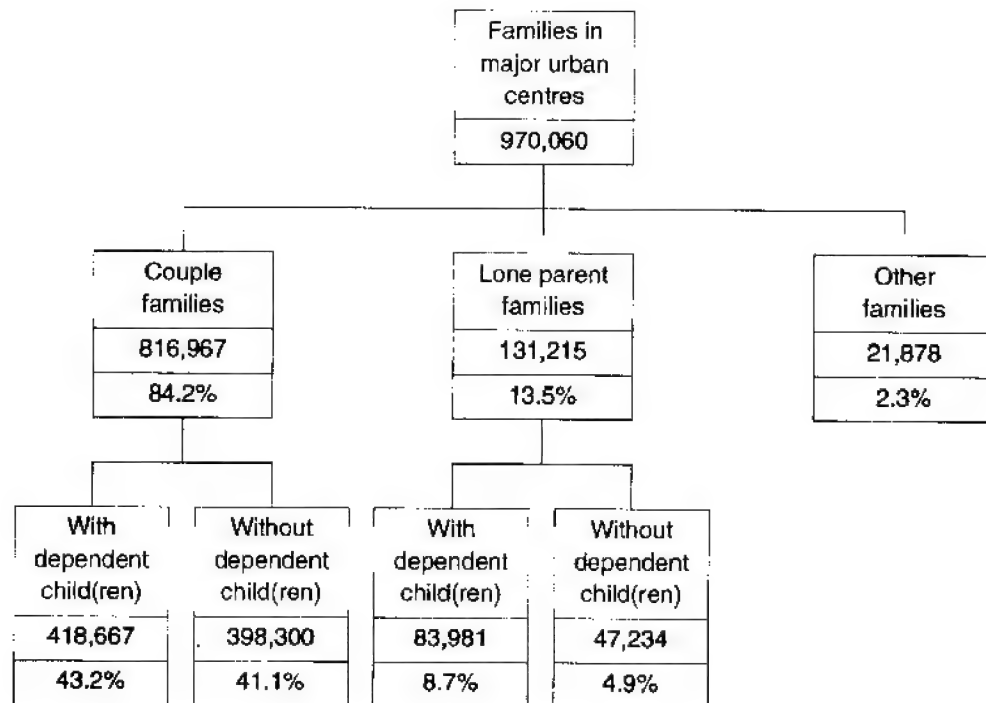 Families in
major urban
centres
970,060
Couple
families
816,967
84.2%
Lone parent
families
131,215
13.5%
Other
families
21,878
2.3%
With
dependent
child(ren)
418,667
43.2%
Without
dependent
child(ren)
398,300
41.1%
With
dependent
child(ren)
83,981
8.7%
Without
dependent
child(ren)
47,234
4.9%